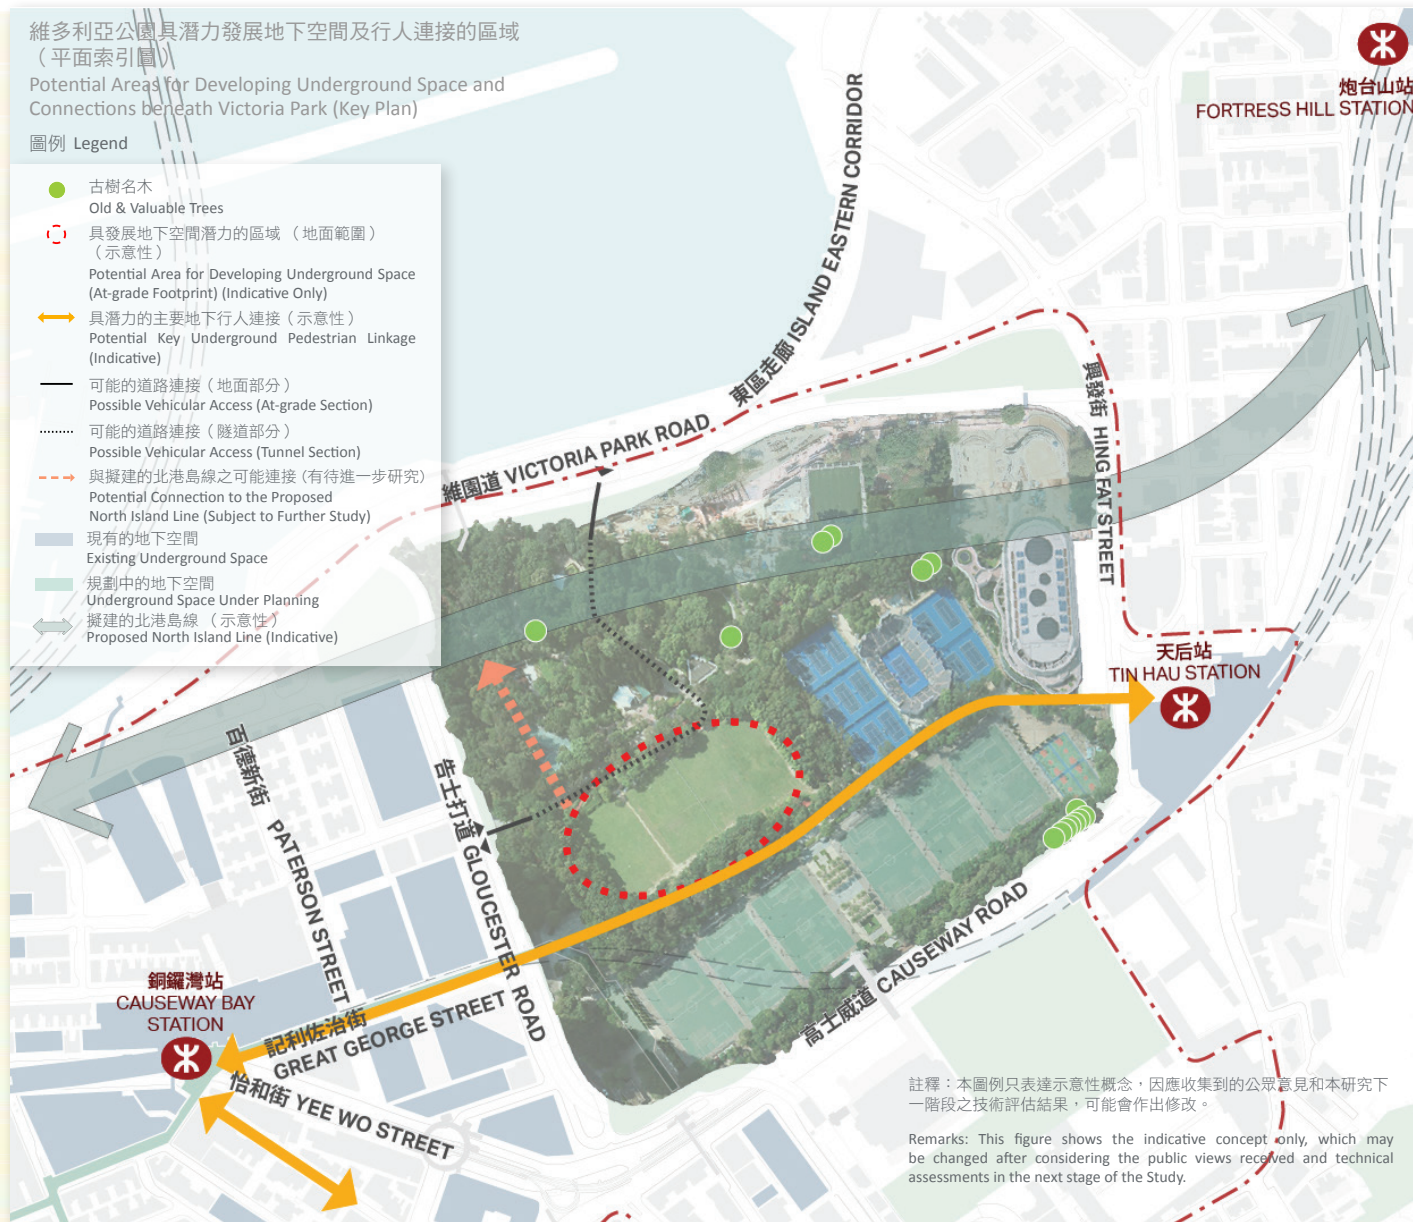 維多利亞公園具潛力發展地下空間及行人連接的區域
（平面索引圖）
Potential Areas for Developing Underground Space and
Connections beneath Victoria Park (Key Plan)
圖例 Legend
古樹名木
Old & Valuable Trees
具發展地下空間潛力的區域 （地面範圍）
（示意性）
Potential Area for Developing Underground Space
(At-grade Footprint) (Indicative Only)
具潛力的主要地下行人連接（示意性）
Potential Key Underground Pedestrian Linkage
(Indicative)
可能的道路連接（地面部分）
Possible Vehicular Access (At-grade Section)
可能的道路連接（隧道部分）
Possible Vehicular Access (Tunnel Section)
與擬建的北港島線之可能連接 (有待進一步研究)
Potential Connection to the Proposed
North Island Line (Subject to Further Study)
現有的地下空間
Existing Underground Space
規劃中的地下空間
Underground Space Under Planning
擬建的北港島線 （示意性）
Proposed North Island Line (Indicative)
炮台山站
FORTRESS HILL STATION
東區走廊 ISLAND EASTERN CORRIDOR
維園道 VICTORIA PARK ROAD
興發街 HING FAT STREET
天后站
TIN HAU STATION
百德新街 PATERSON STREET
告士打道 GLOUCESTER ROAD
高士威道 CAUSEWAY ROAD
銅鑼灣站
CAUSEWAY BAY
STATION
記利佐治街
GREAT GEORGE STREET
怡和街 YEE WO STREET
註釋：本圖例只表達示意性概念，因應收集到的公眾意見和本研究下
一階段之技術評估結果，可能會作出修改。
Remarks: This figure shows the indicative concept only, which may
be changed after considering the public views received and technical
assessments in the next stage of the Study.